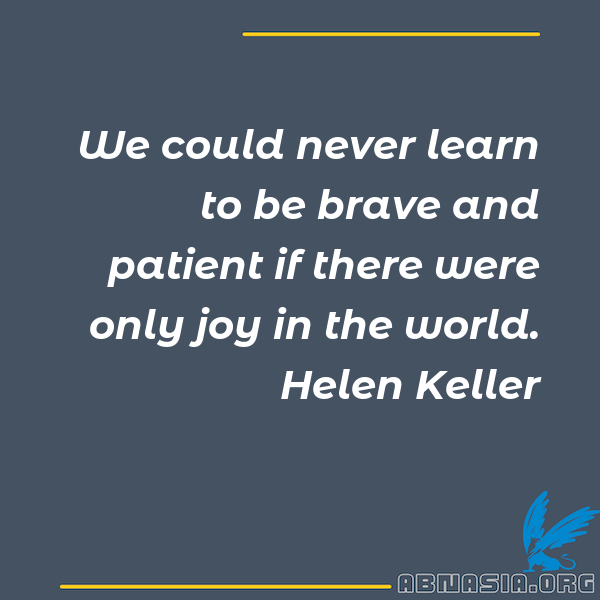 We could never learn
to be brave and
patient if there were
only joy in the world.
Helen Keller
ABNASIA.ORG